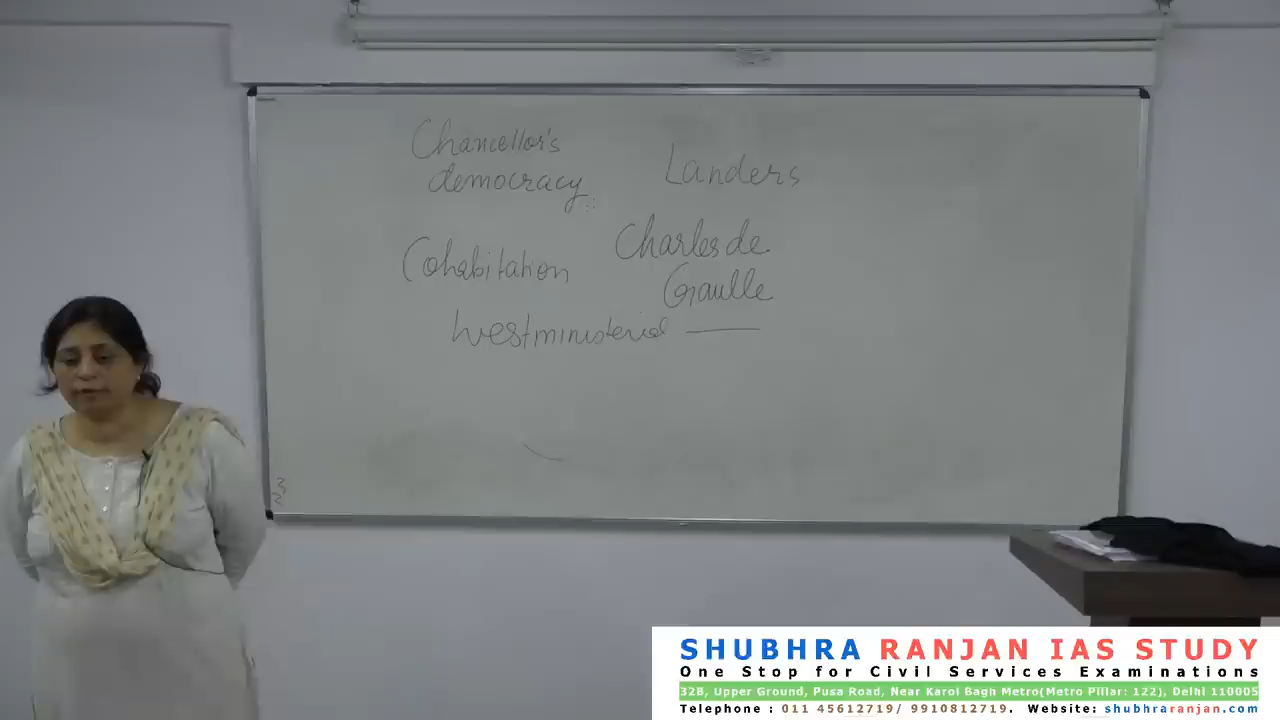 Chancellor's
democracy
Landers
Cohabitation
Charles de
Gaulle
Westministerial
SHUBHRA RANJAN IAS STUDY
One Stop for Civil Services Examinations
32B, Upper Ground, Pusa Road, Near Karol Bagh Metro(Metro Pillar: 122), Delhi 110005
Telephone : 011 45612719/ 9910812719. Website: shubhraranjan.com